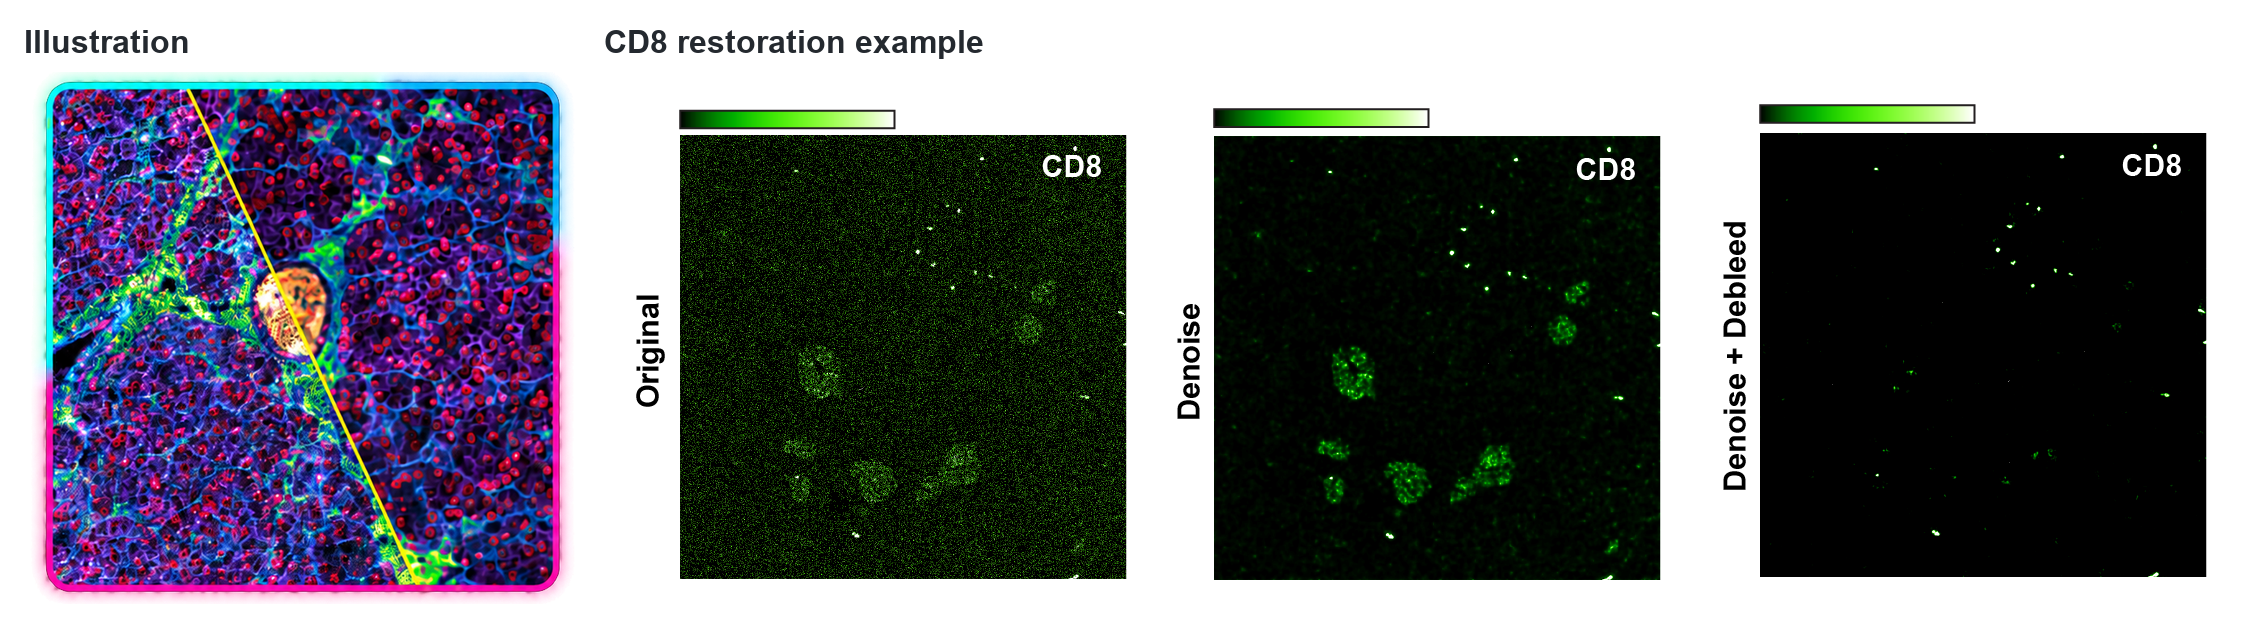 Illustration
CD8 restoration example
Original
CD8
Denoise
CD8
Denoise + Debleed
CD8